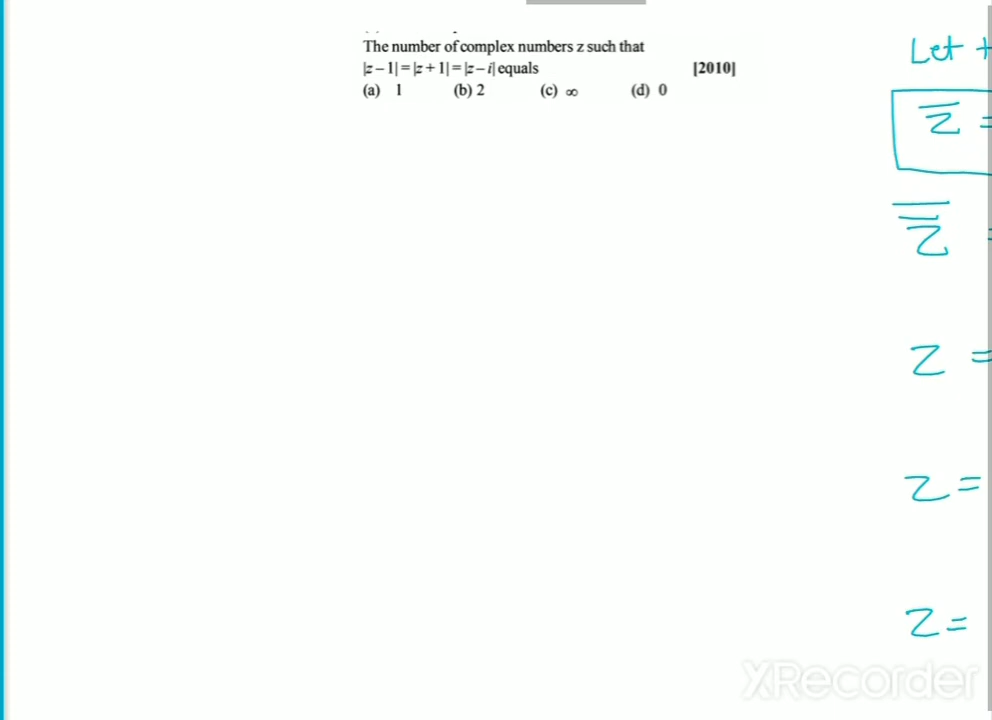 The number of complex numbers z such that
|z – 1| = |z + 1| = |z – i| equals [2010]
(a) 1 (b) 2 (c) ∞ (d) 0
Let
z̅ =
z̿ =
z =
z =
z =
XRecorder